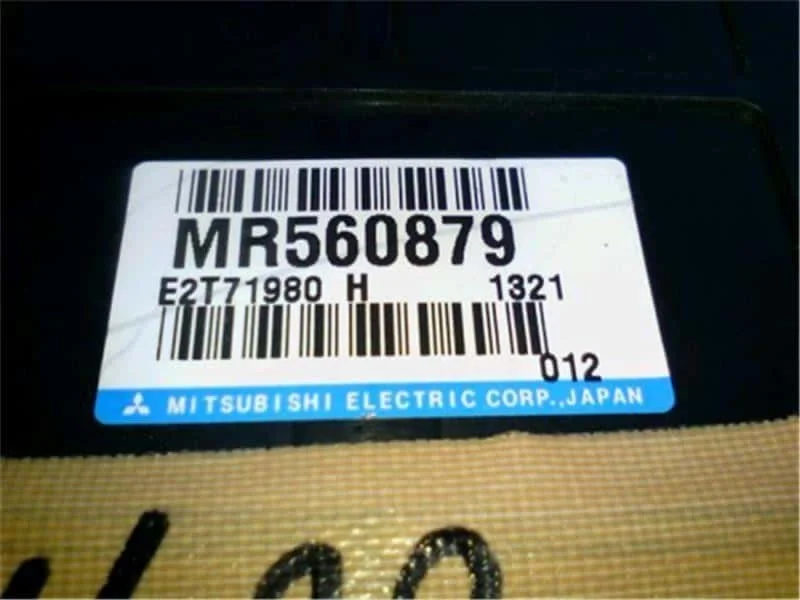 MR560879
E2T71980 H 1321
012
MITSUBISHI ELECTRIC CORP.,JAPAN